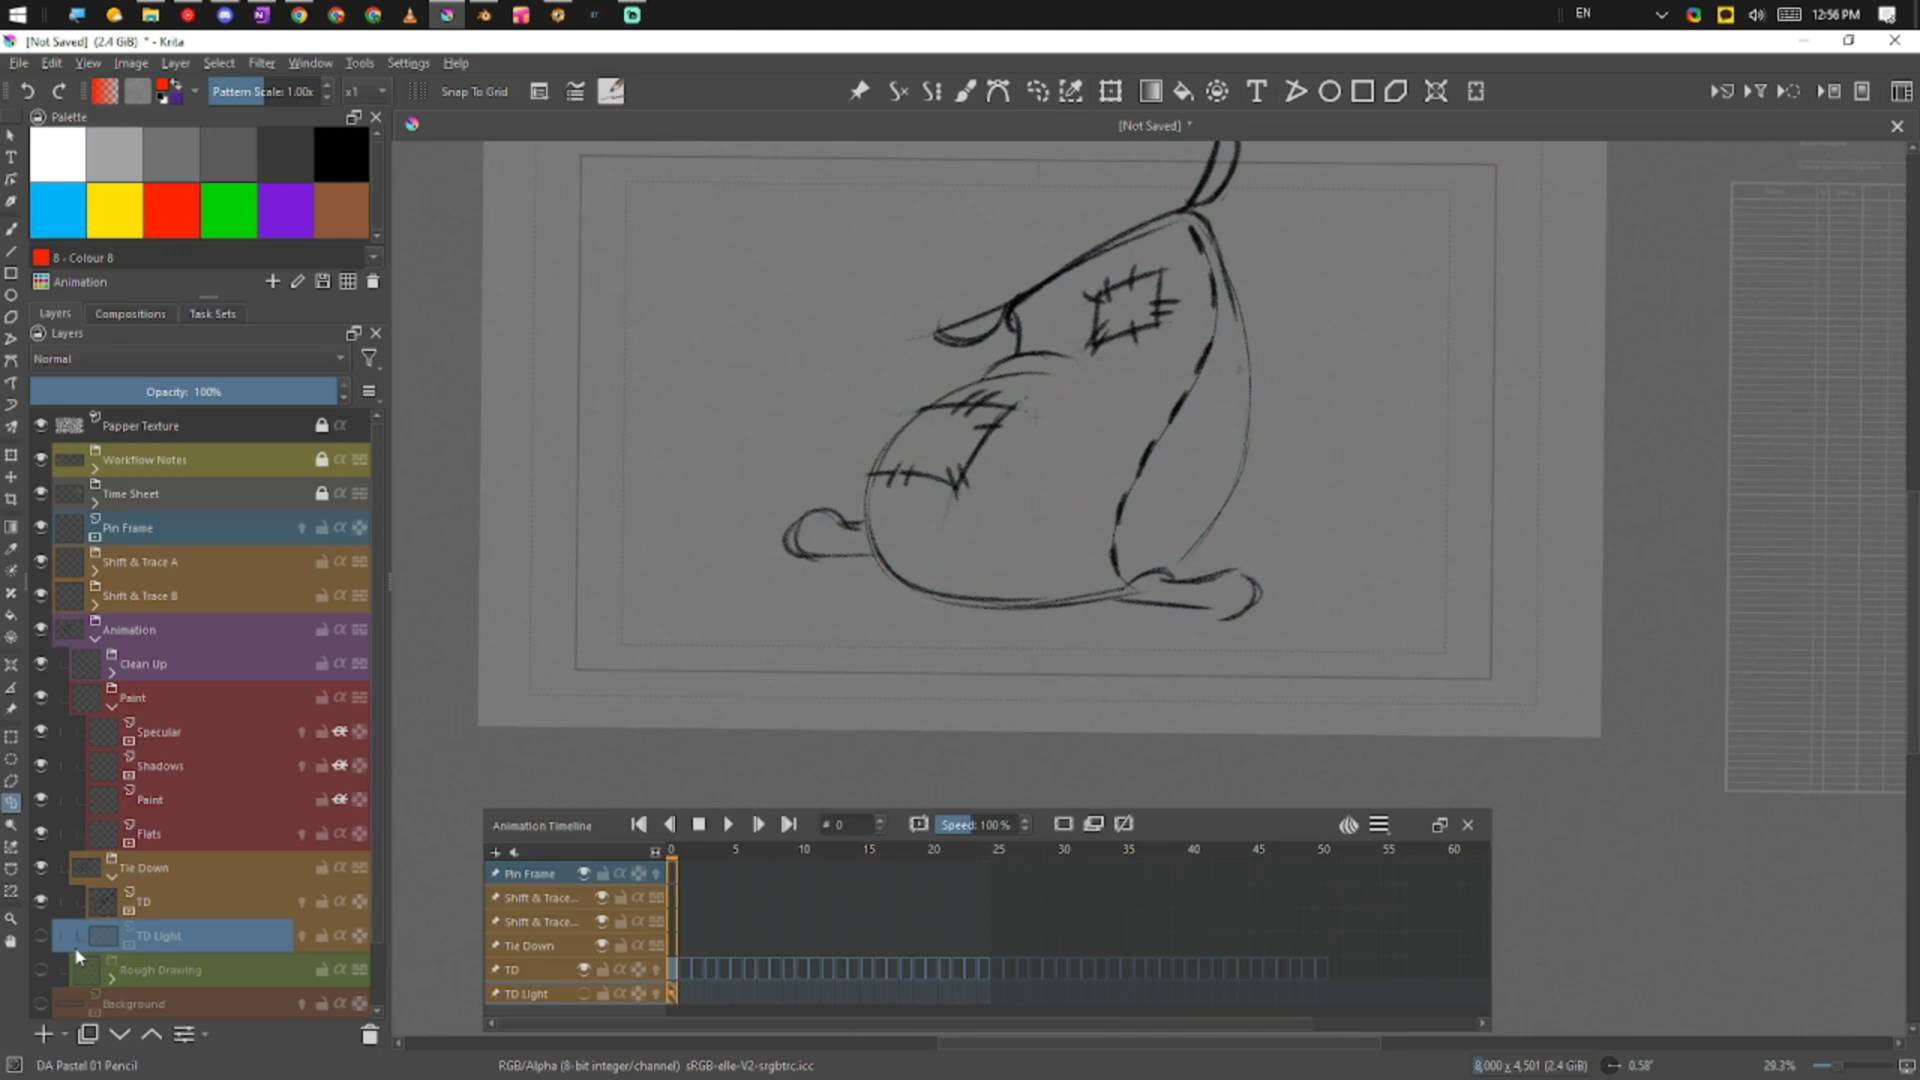 EN
12:56 PM
[Not Saved] (2.4 GiB) * - Krita
File Edit View Image Layer Select Filter Window Tools Settings Help
Pattern Scale: 1.00x
x1
Snap To Grid
Palette
[Not Saved] *
8 - Colour 8
Animation
Layers Compositions Task Sets
Layers
Normal
Opacity: 100%
Papper Texture
Workflow Notes
Time Sheet
Pin Frame
Shift & Trace A
Shift & Trace B
Animation
Clean Up
Paint
Specular
Shadows
Paint
Flats
Tie Down
TD
TD Light
Rough Drawing
Background
Animation Timeline
# 0
Speed: 100 %
0 5 10 15 20 25 30 35 40 45 50 55 60
Pin Frame
Shift & Trace...
Shift & Trace...
Tie Down
TD
TD Light
DA Pastel 01 Pencil
RGB/Alpha (8-bit integer/channel) sRGB-elle-V2-srgbtrc.icc
8,000 x 4,501 (2.4 GiB)
0.58°
29.3%